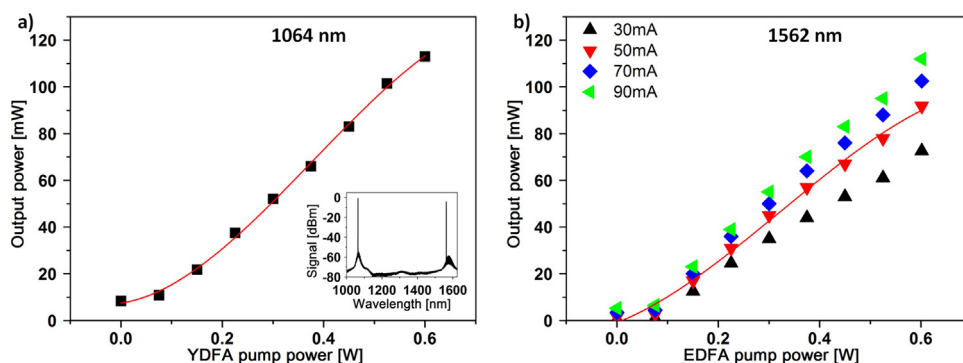 a)
1064 nm
120
100
80
60
40
20
0
Output power [mW]
0.0 0.2 0.4 0.6
YDFA pump power [W]
0
-20
-40
-60
-80
Signal [dBm]
1000 1200 1400 1600
Wavelength [nm]
b)
1562 nm
30mA
50mA
70mA
90mA
120
100
80
60
40
20
0
Output power [mW]
0.0 0.2 0.4 0.6
EDFA pump power [W]